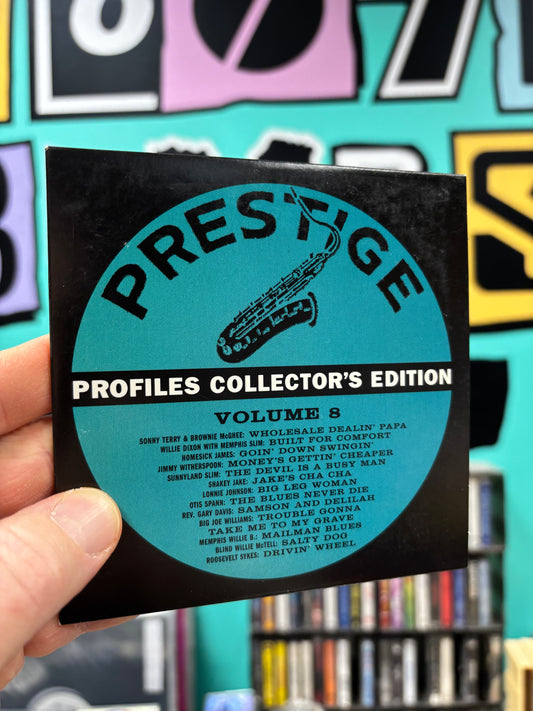 PRESTIGE
PROFILES COLLECTOR'S EDITION
VOLUME 8
SONNY TERRY & BROWNIE McGHEE: WHOLESALE DEALIN' PAPA
WILLIE DIXON WITH MEMPHIS SLIM: BUILT FOR COMFORT
HOMESICK JAMES: GOIN' DOWN SWINGIN'
JIMMY WITHERSPOON: MONEY'S GETTIN' CHEAPER
SUNNYLAND SLIM: THE DEVIL IS A BUSY MAN
SHAKEY JAKE: JAKE'S CHA CHA
LONNIE JOHNSON: BIG LEG WOMAN
OTIS SPANN: THE BLUES NEVER DIE
REV. GARY DAVIS: SAMSON AND DELILAH
BIG JOE WILLIAMS: TROUBLE GONNA
TAKE ME TO MY GRAVE
MEMPHIS WILLIE B.: MAILMAN BLUES
BLIND WILLIE McTELL: SALTY DOG
ROOSEVELT SYKES: DRIVIN' WHEEL